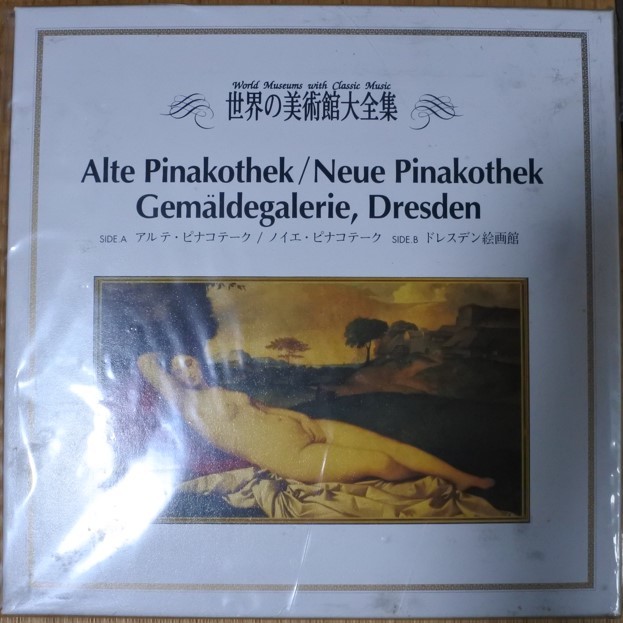 World Museums with Classic Music
世界の美術館大全集
Alte Pinakothek/Neue Pinakothek
Gemäldegalerie, Dresden
SIDE.A アルテ・ピナコテーク / ノイエ・ピナコテーク SIDE.B ドレスデン絵画館